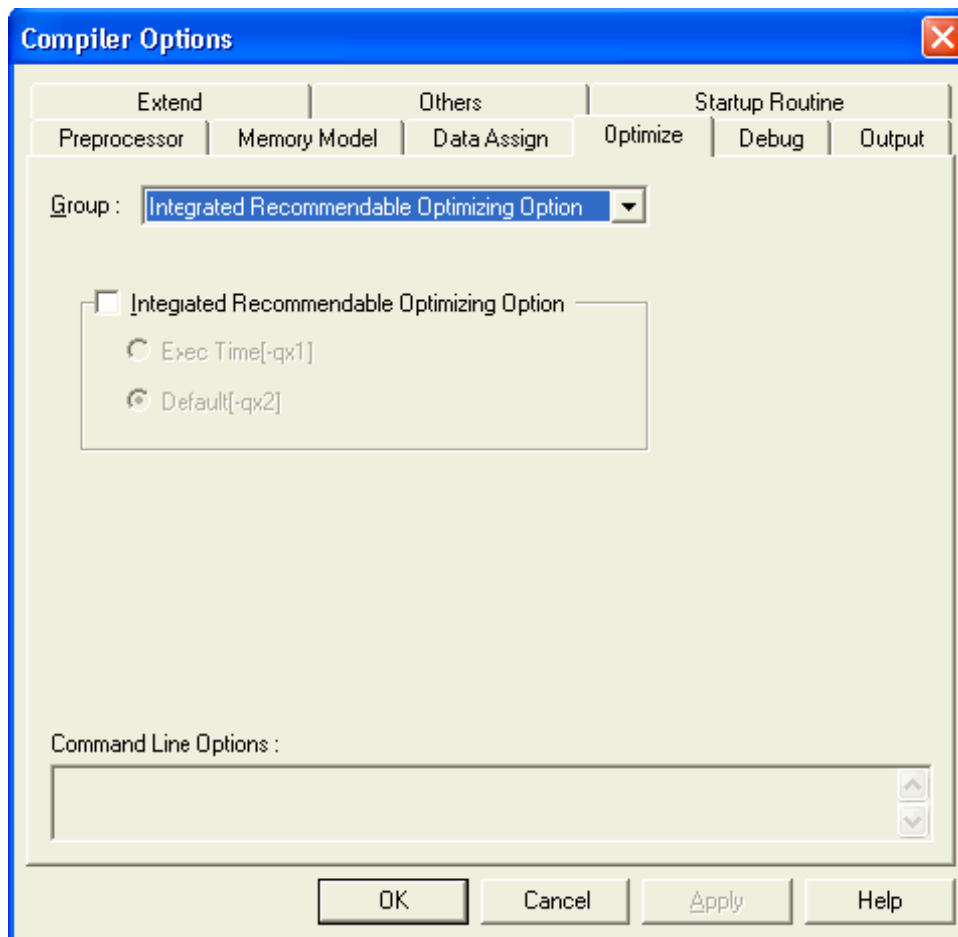 Compiler Options
Extend Others Startup Routine
Preprocessor Memory Model Data Assign Optimize Debug Output
Group : Integrated Recommendable Optimizing Option
Integrated Recommendable Optimizing Option
Exec Time[-qx1]
Default[-qx2]
Command Line Options :
OK Cancel Apply Help